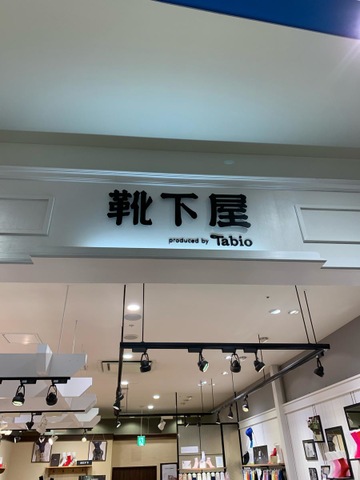 靴下屋
produced by Tabio